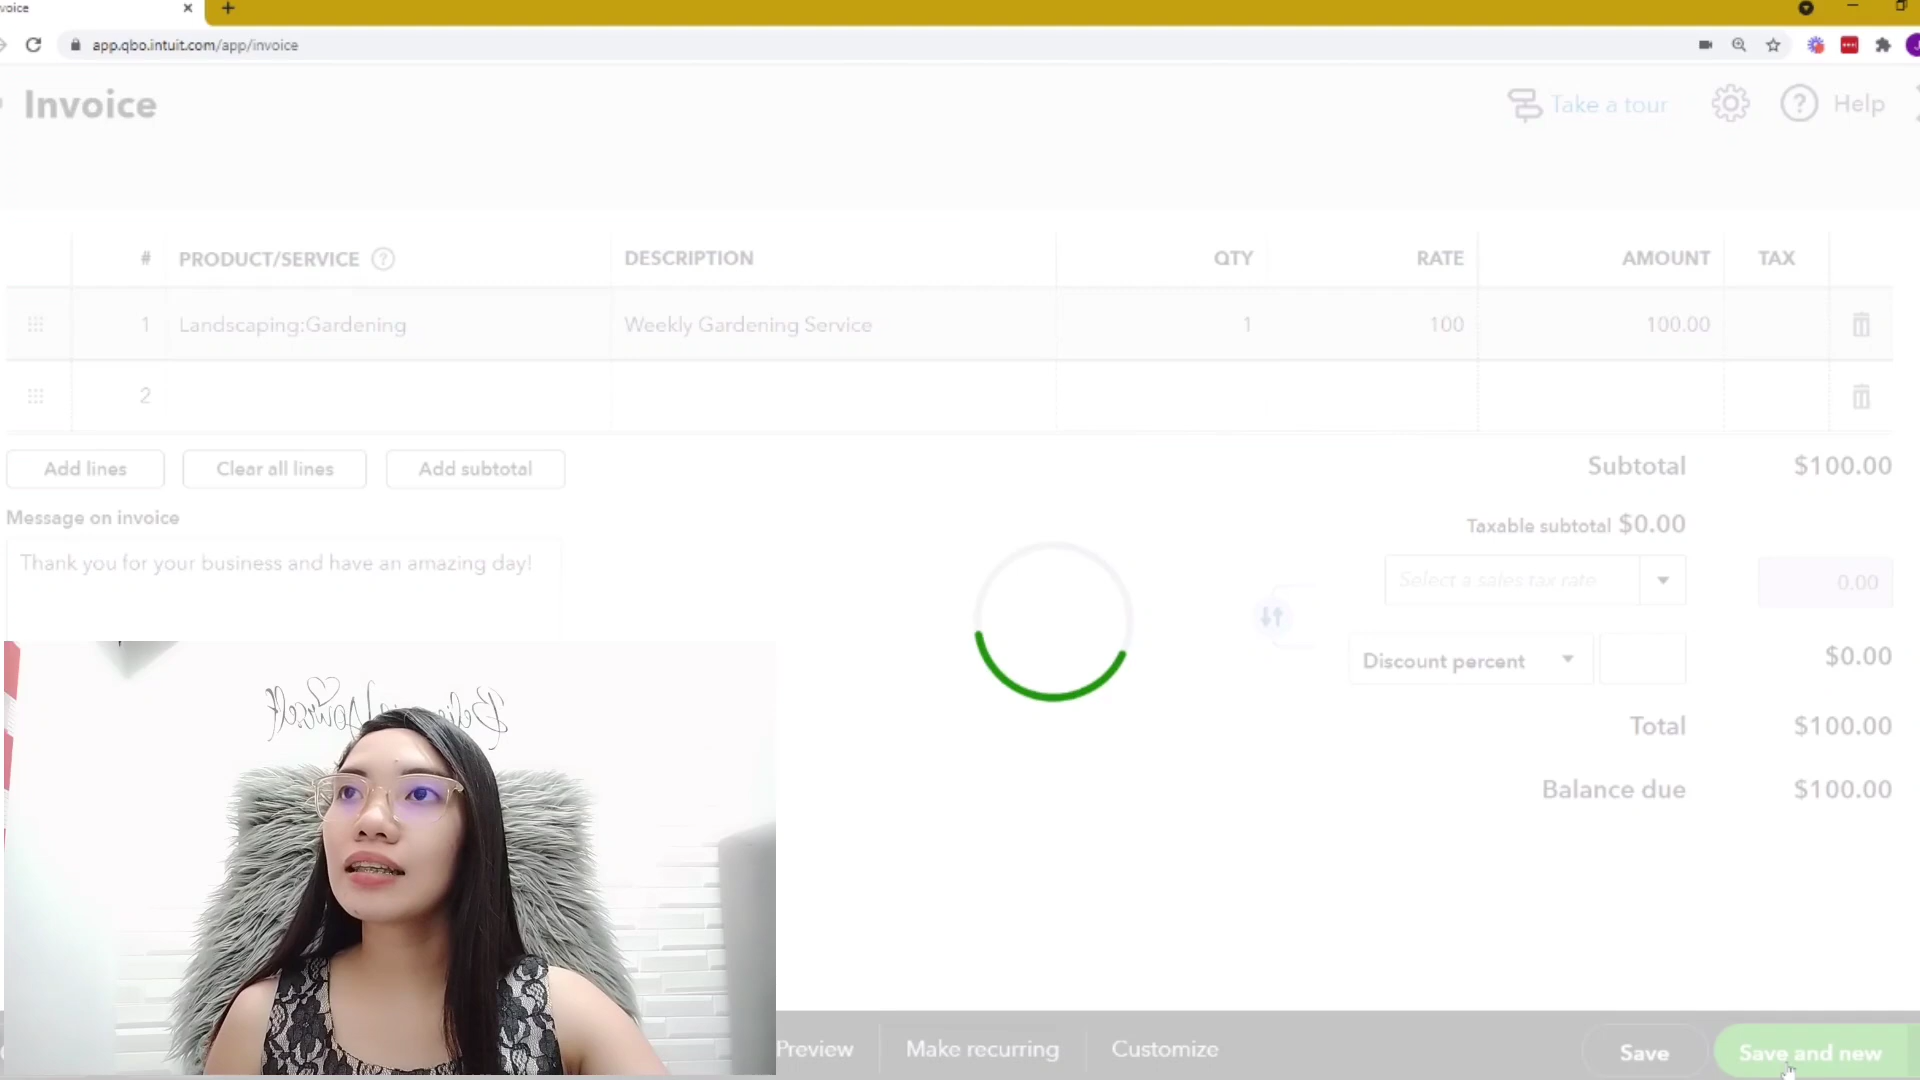 voice
app.qbo.intuit.com/app/invoice
Invoice
Take a tour
Help
# PRODUCT/SERVICE DESCRIPTION QTY RATE AMOUNT TAX
1 Landscaping:Gardening Weekly Gardening Service 1 100 100.00
2
Add lines Clear all lines Add subtotal
Subtotal $100.00
Message on invoice
Taxable subtotal $0.00
Thank you for your business and have an amazing day!
Select a sales tax rate 0.00
Discount percent $0.00
Total $100.00
Balance due $100.00
Believe Yourself
Preview Make recurring Customize Save Save and new